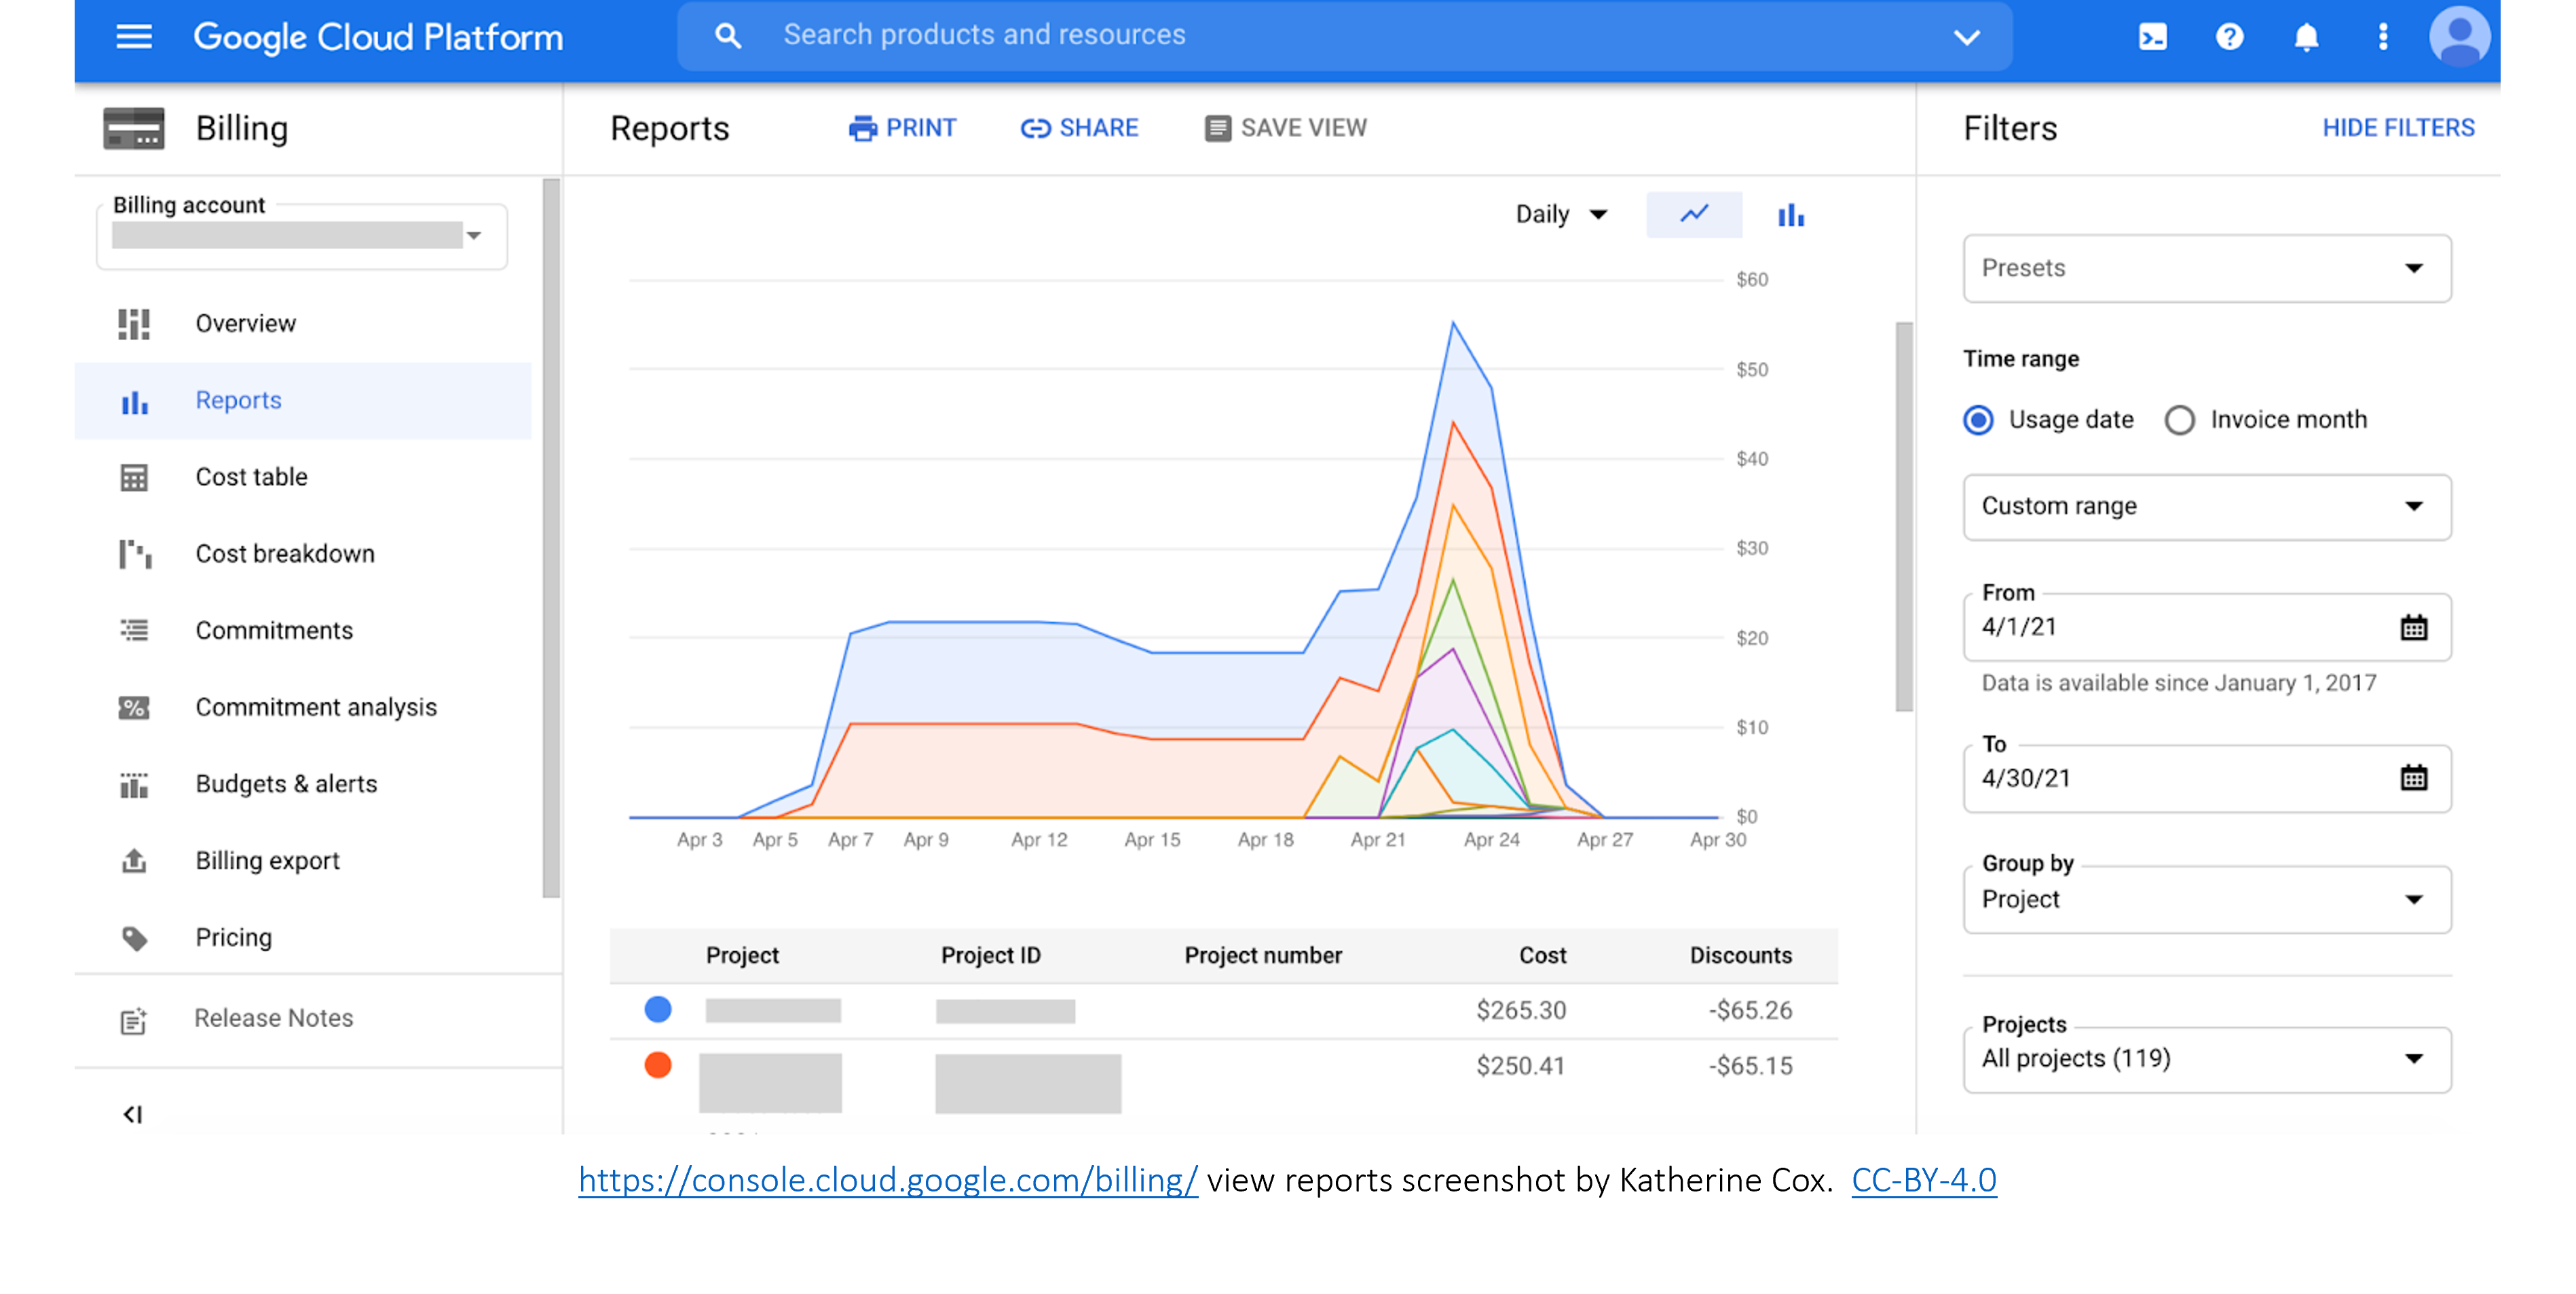 Google Cloud Platform
Search products and resources
Billing
Billing account
Overview
Reports
Cost table
Cost breakdown
Commitments
Commitment analysis
Budgets & alerts
Billing export
Pricing
Release Notes
Reports
PRINT
SHARE
SAVE VIEW
Daily
$60
$50
$40
$30
$20
$10
$0
Apr 3 Apr 5 Apr 7 Apr 9 Apr 12 Apr 15 Apr 18 Apr 21 Apr 24 Apr 27 Apr 30
Project Project ID Project number Cost Discounts
$265.30 -$65.26
$250.41 -$65.15
Filters
HIDE FILTERS
Presets
Time range
Usage date
Invoice month
Custom range
From
4/1/21
Data is available since January 1, 2017
To
4/30/21
Group by
Project
Projects
All projects (119)
https://console.cloud.google.com/billing/ view reports screenshot by Katherine Cox. CC-BY-4.0